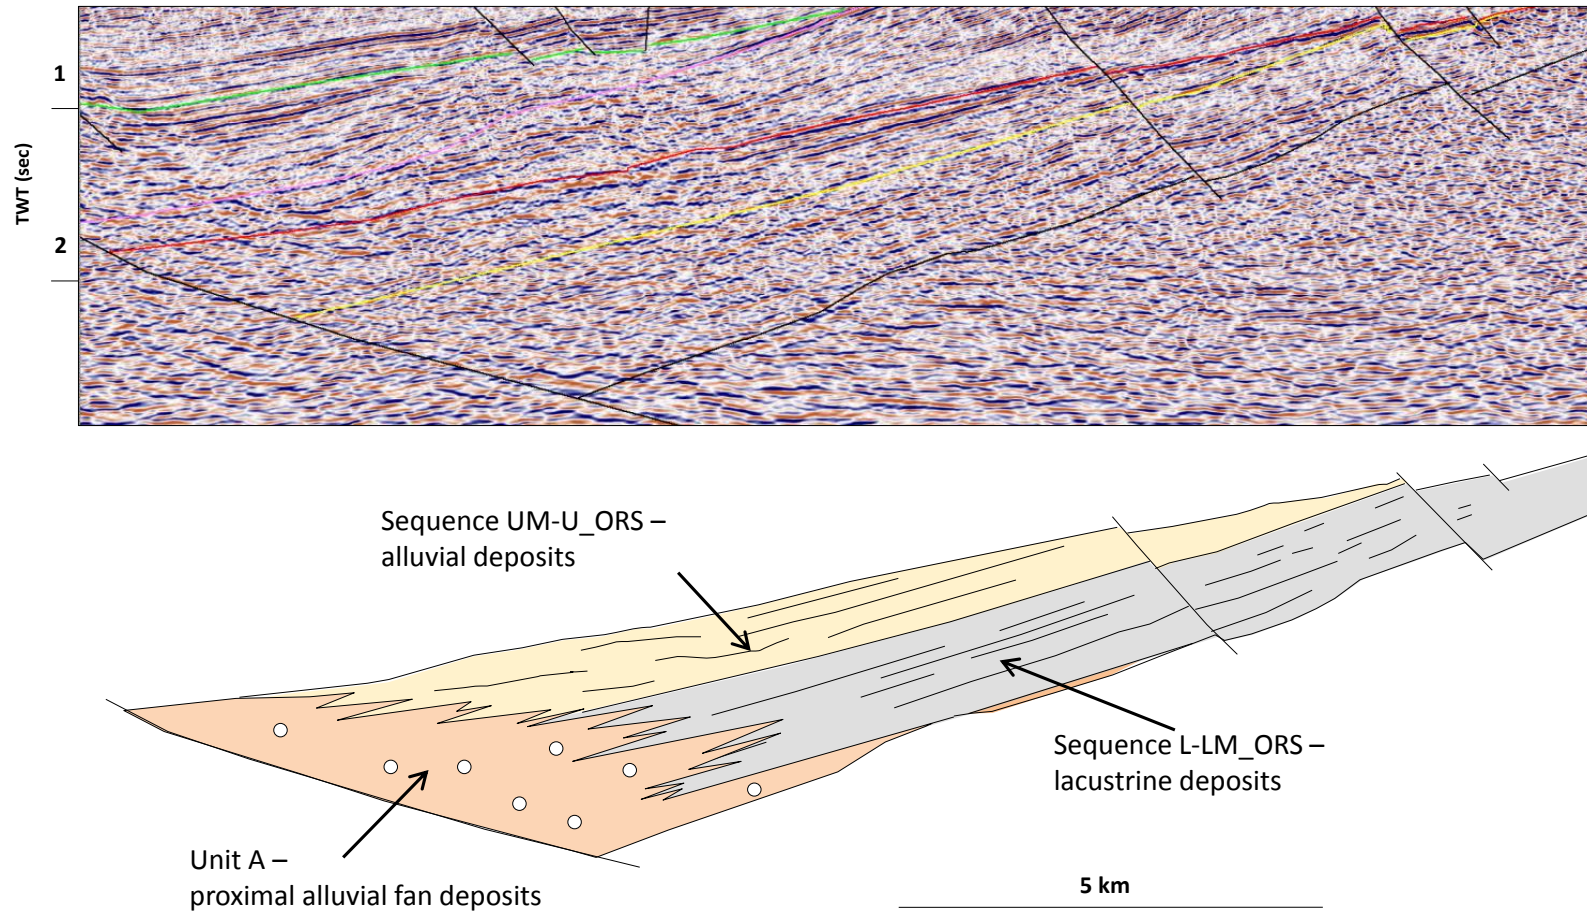 1
TWT (sec)
2
Sequence UM-U_ORS –
alluvial deposits
Sequence L-LM_ORS –
lacustrine deposits
Unit A –
proximal alluvial fan deposits
5 km